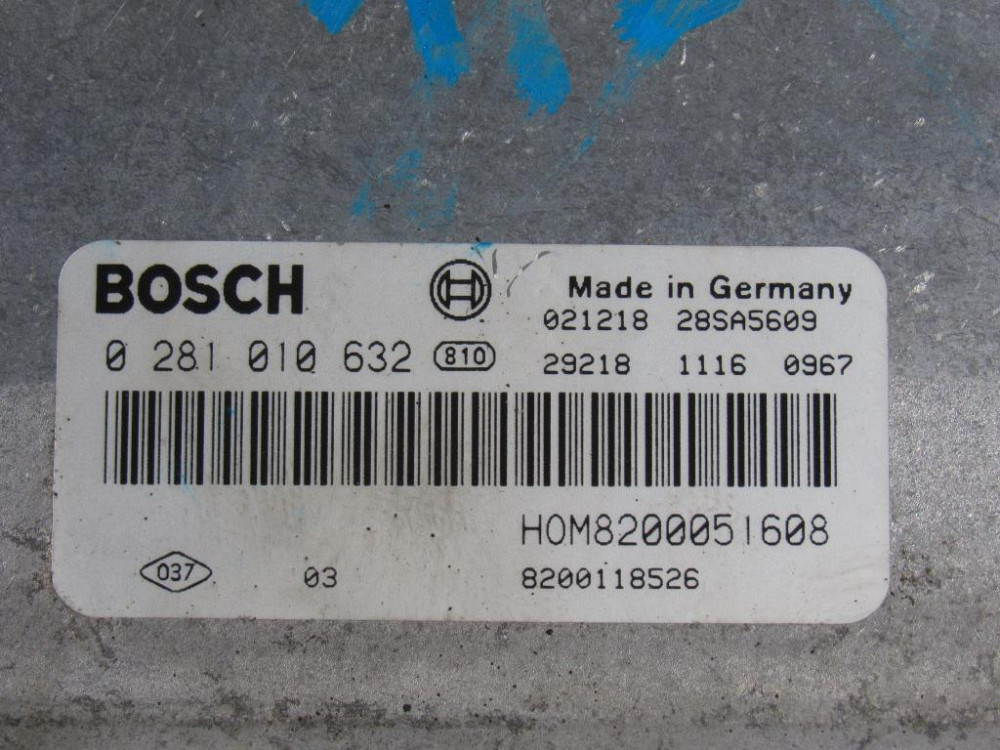 BOSCH
Made in Germany
021218 28SA5609
0 281 010 632 810
29218 1116 0967
HOM8200051608
037 03 8200118526